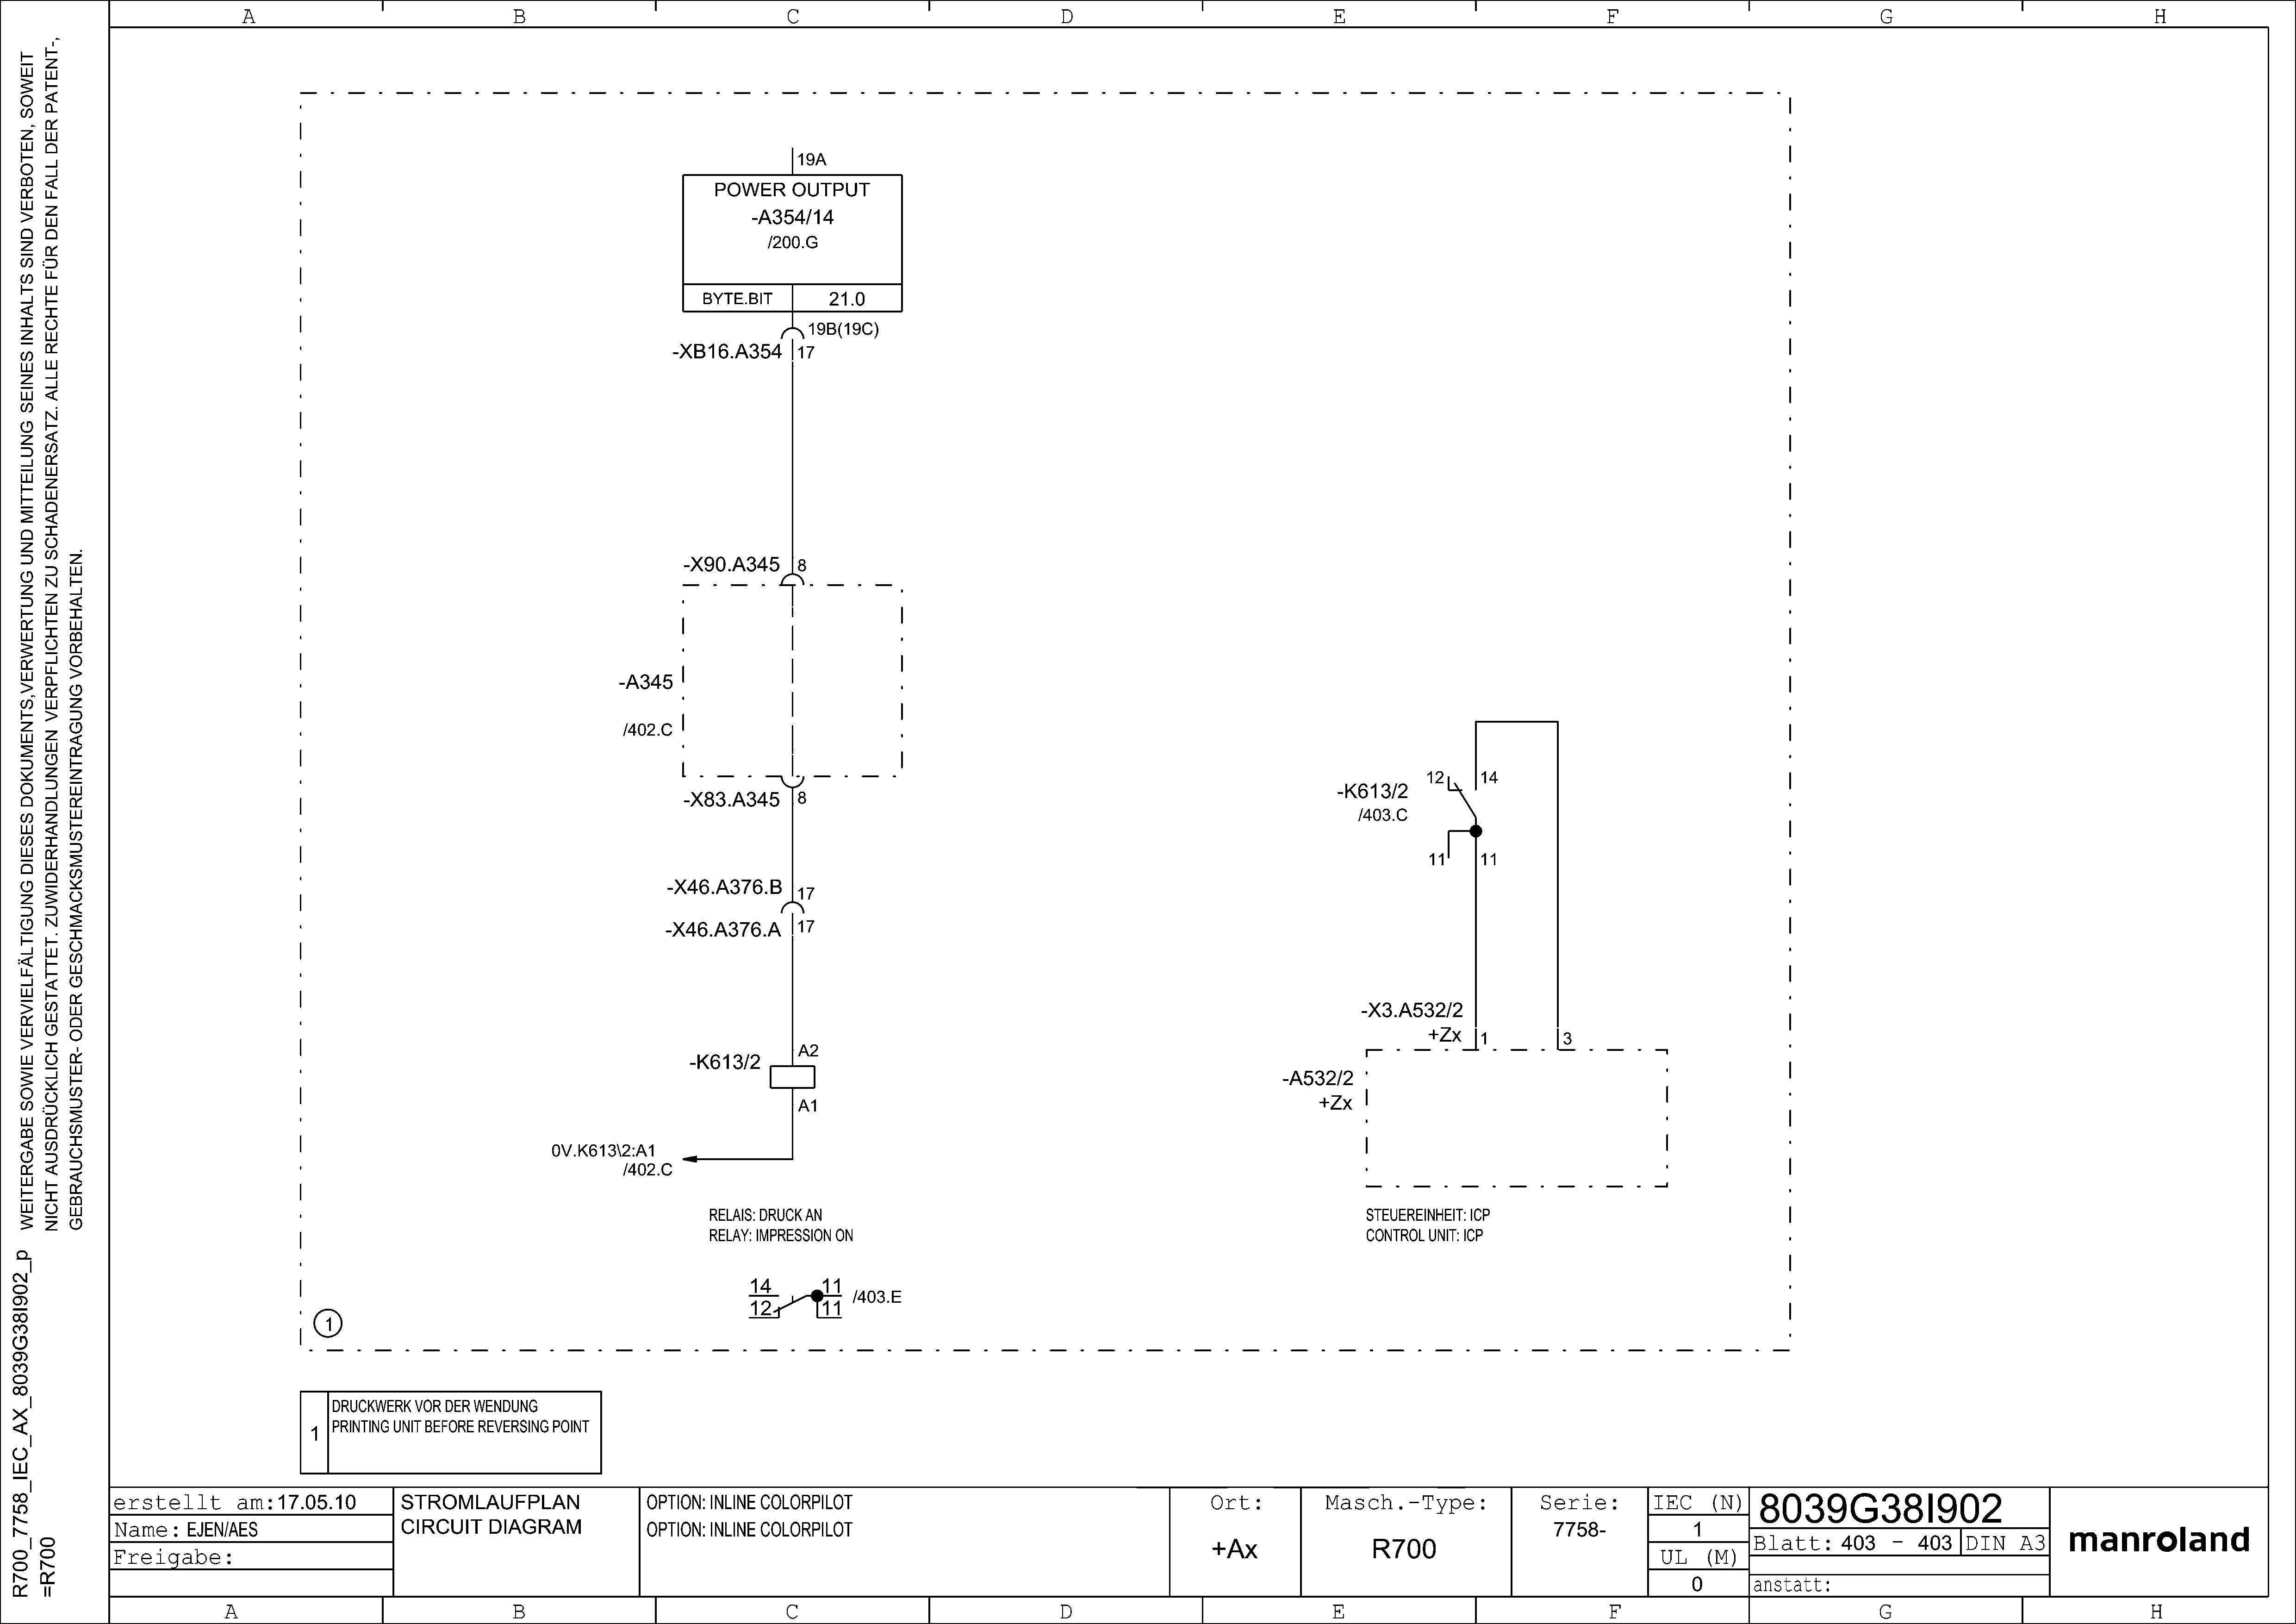 A B C D E F G H
WEITERGABE SOWIE VERVIELFÄLTIGUNG DIESES DOKUMENTS,VERWERTUNG UND MITTEILUNG SEINES INHALTS SIND VERBOTEN, SOWEIT
NICHT AUSDRÜCKLICH GESTATTET. ZUWIDERHANDLUNGEN VERPFLICHTEN ZU SCHADENERSATZ. ALLE RECHTE FÜR DEN FALL DER PATENT-,
GEBRAUCHSMUSTER- ODER GESCHMACKSMUSTEREINTRAGUNG VORBEHALTEN.
R700_7758_IEC_AX_8039G38I902_p
=R700
19A
POWER OUTPUT
-A354/14
/200.G
BYTE.BIT 21.0
19B(19C)
-XB16.A354 17
-X90.A345 8
-A345
/402.C
-X83.A345 8
-X46.A376.B 17
-X46.A376.A 17
A2
-K613/2
A1
0V.K613\2:A1
/402.C
RELAIS: DRUCK AN
RELAY: IMPRESSION ON
14 11 /403.E
12 11
12 14
-K613/2
/403.C
11 11
-X3.A532/2
+Zx 1 3
-A532/2
+Zx
STEUEREINHEIT: ICP
CONTROL UNIT: ICP
1
1 DRUCKWERK VOR DER WENDUNG
PRINTING UNIT BEFORE REVERSING POINT
erstellt am:17.05.10
Name: EJEN/AES
Freigabe:
STROMLAUFPLAN
CIRCUIT DIAGRAM
OPTION: INLINE COLORPILOT
OPTION: INLINE COLORPILOT
Ort:
+Ax
Masch.-Type:
R700
Serie:
7758-
IEC (N)
1
UL (M)
0
8039G38I902
Blatt: 403 - 403 DIN A3
anstatt:
manroland
A B C D E F G H